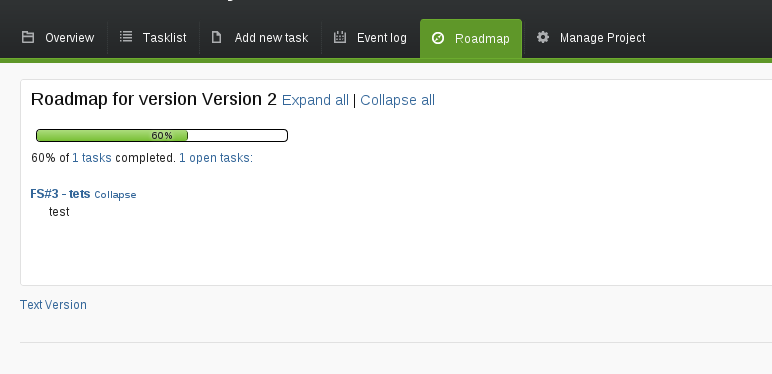 Overview Tasklist Add new task Event log Roadmap Manage Project
Roadmap for version Version 2 Expand all | Collapse all
60%
60% of 1 tasks completed. 1 open tasks:
FS#3 - tets Collapse
test
Text Version